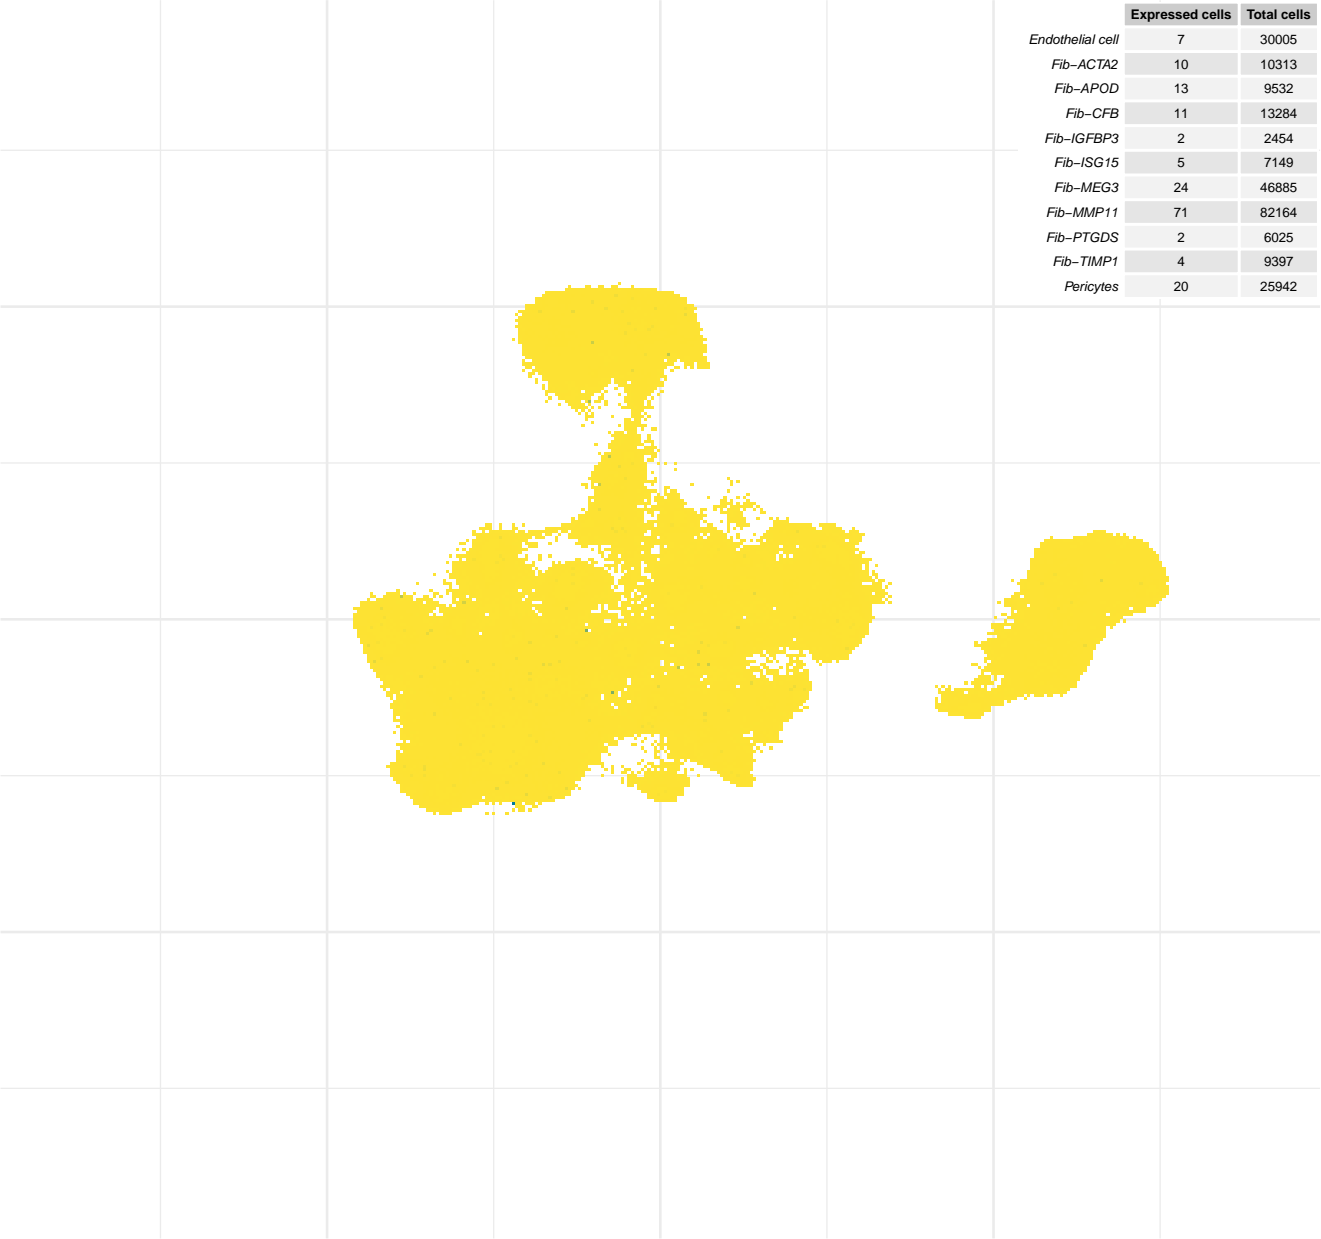 Expressed cells Total cells
Endothelial cell 7 30005
Fib−ACTA2 10 10313
Fib−APOD 13 9532
Fib−CFB 11 13284
Fib−IGFBP3 2 2454
Fib−ISG15 5 7149
Fib−MEG3 24 46885
Fib−MMP11 71 82164
Fib−PTGDS 2 6025
Fib−TIMP1 4 9397
Pericytes 20 25942